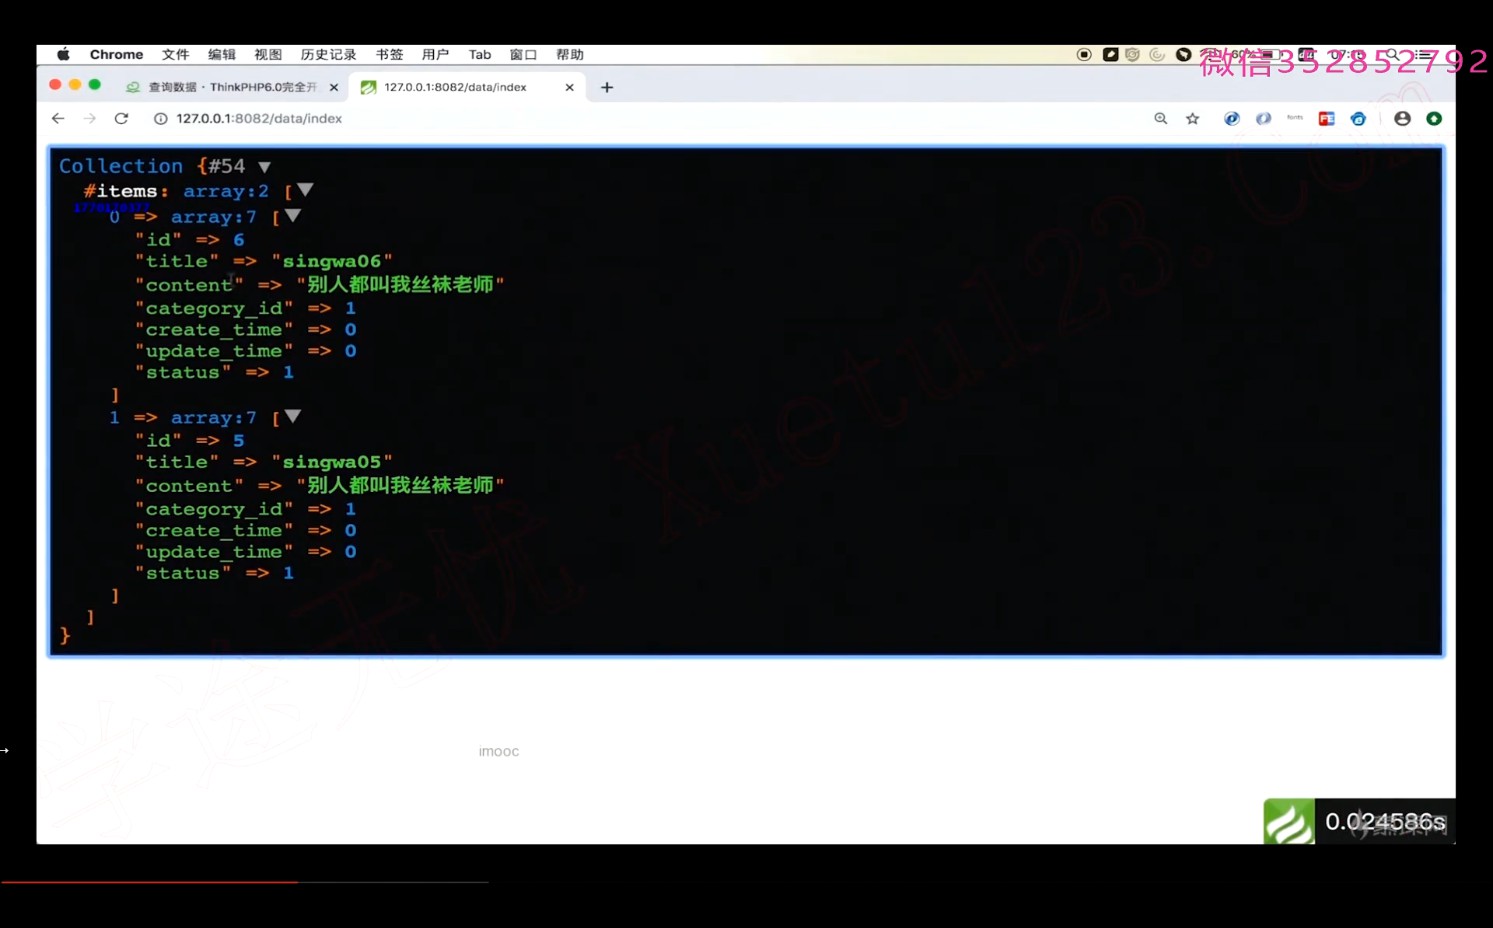 Chrome 文件 编辑 视图 历史记录 书签 用户 Tab 窗口 帮助
微信352852792
查询数据 · ThinkPHP6.0完全开
127.0.0.1:8082/data/index
127.0.0.1:8082/data/index
fonts
FE
Collection {#54 ▼
#items: array:2 [▼
0 => array:7 [▼
"id" => 6
"title" => "singwa06"
"content" => "别人都叫我丝袜老师"
"category_id" => 1
"create_time" => 0
"update_time" => 0
"status" => 1
]
1 => array:7 [▼
"id" => 5
"title" => "singwa05"
"content" => "别人都叫我丝袜老师"
"category_id" => 1
"create_time" => 0
"update_time" => 0
"status" => 1
]
]
}
Xuetu123.com
imooc
0.024586s